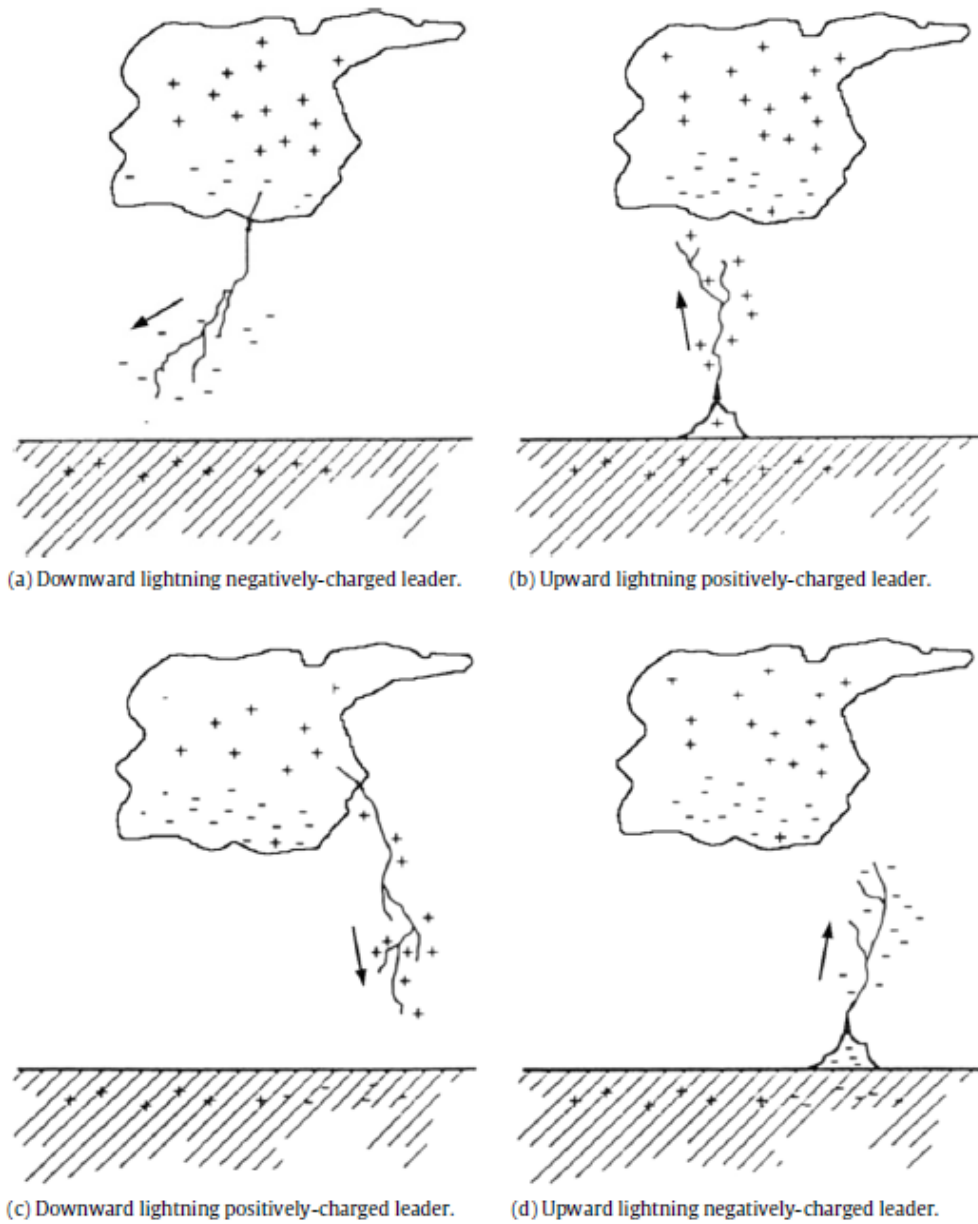 (a) Downward lightning negatively-charged leader.
(b) Upward lightning positively-charged leader.
(c) Downward lightning positively-charged leader.
(d) Upward lightning negatively-charged leader.